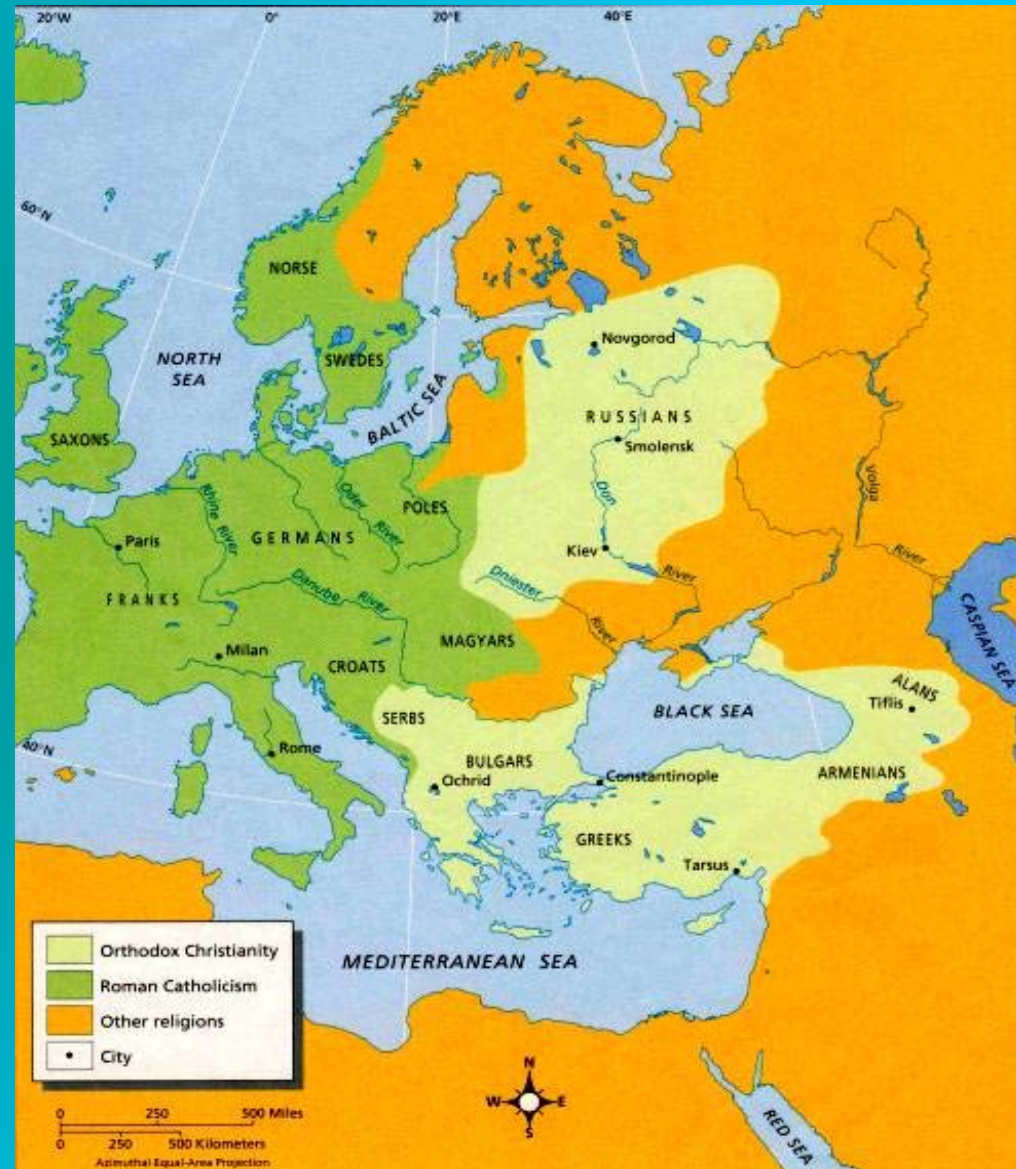 20°W
0°
20°E
40°E
60°N
NORSE
NORTH
SEA
SWEDES
BALTIC SEA
Novgorod
RUSSIANS
Smolensk
SAXONS
Rhine River
Oder River
POLES
Don
Volga
River
Paris
GERMANS
Kiev
River
FRANKS
Danube River
Dniester
River
MAGYARS
CASPIAN SEA
Milan
CROATS
ALANS
Tiflis
SERBS
BLACK SEA
40°N
Rome
BULGARS
Ochrid
Constantinople
ARMENIANS
GREEKS
Tarsus
MEDITERRANEAN SEA
Orthodox Christianity
Roman Catholicism
Other religions
City
N
W E
S
RED SEA
0 250 500 Miles
0 250 500 Kilometers
Azimuthal Equal-Area Projection